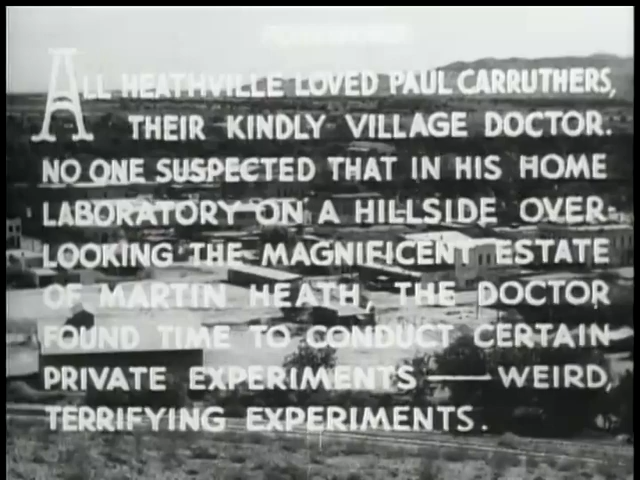 ALL HEATHVILLE LOVED PAUL CARRUTHERS,
THEIR KINDLY VILLAGE DOCTOR.
NO ONE SUSPECTED THAT IN HIS HOME
LABORATORY ON A HILLSIDE OVER-
LOOKING THE MAGNIFICENT ESTATE
OF MARTIN HEATH, THE DOCTOR
FOUND TIME TO CONDUCT CERTAIN
PRIVATE EXPERIMENTS — WEIRD,
TERRIFYING EXPERIMENTS.